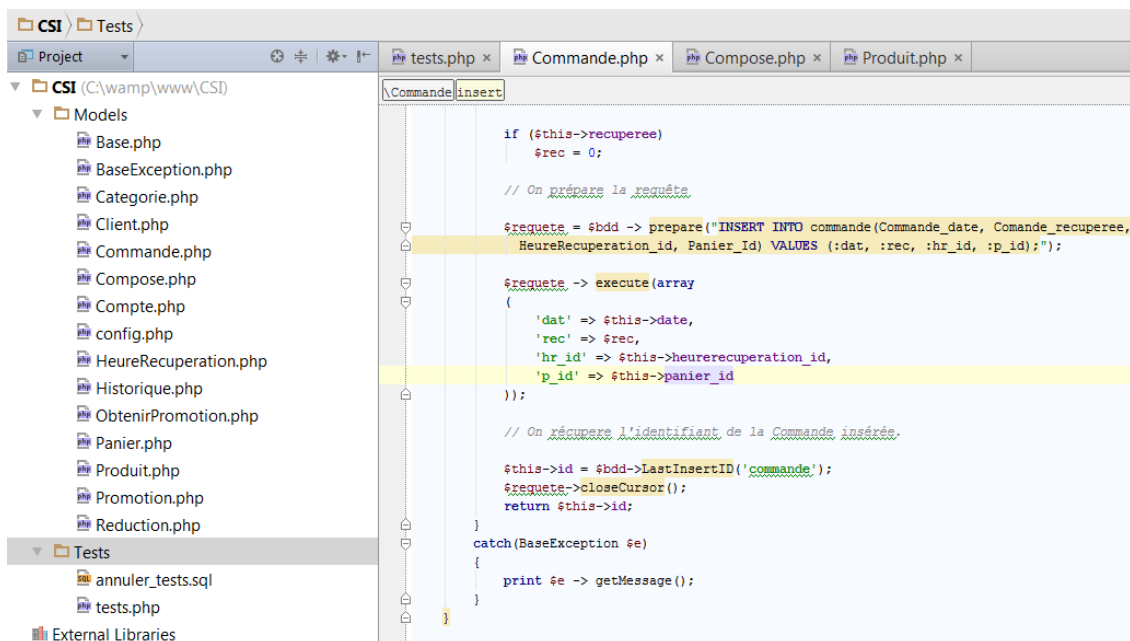 CSI Tests
Project
tests.php × Commande.php × Compose.php × Produit.php ×
CSI (C:\wamp\www\CSI)
Models
Base.php
BaseException.php
Categorie.php
Client.php
Commande.php
Compose.php
Compte.php
config.php
HeureRecuperation.php
Historique.php
ObtenirPromotion.php
Panier.php
Produit.php
Promotion.php
Reduction.php
Tests
annuler_tests.sql
tests.php
External Libraries
\Commande insert
if ($this->recuperee)
$rec = 0;
// On prépare la requête
$requete = $bdd -> prepare("INSERT INTO commande(Commande_date, Comande_recuperee,
HeureRecuperation_id, Panier_Id) VALUES (:dat, :rec, :hr_id, :p_id);");
$requete -> execute(array
(
'dat' => $this->date,
'rec' => $rec,
'hr_id' => $this->heurerecuperation_id,
'p_id' => $this->panier_id
));
// On récupere l'identifiant de la Commande insérée.
$this->id = $bdd->LastInsertID('commande');
$requete->closeCursor();
return $this->id;
}
catch(BaseException $e)
{
print $e -> getMessage();
}
}